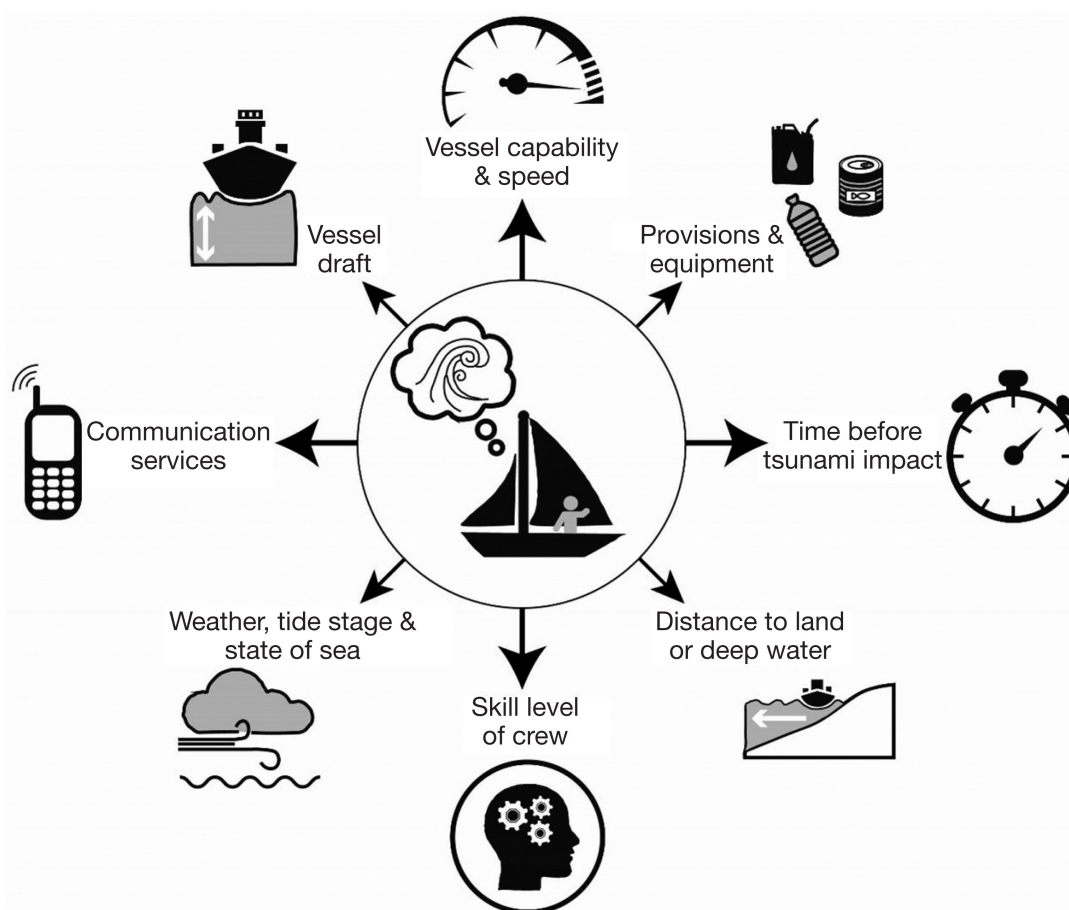 Vessel capability
& speed
Vessel
draft
Provisions &
equipment
Communication
services
Time before
tsunami impact
Weather, tide stage &
state of sea
Distance to land
or deep water
Skill level
of crew